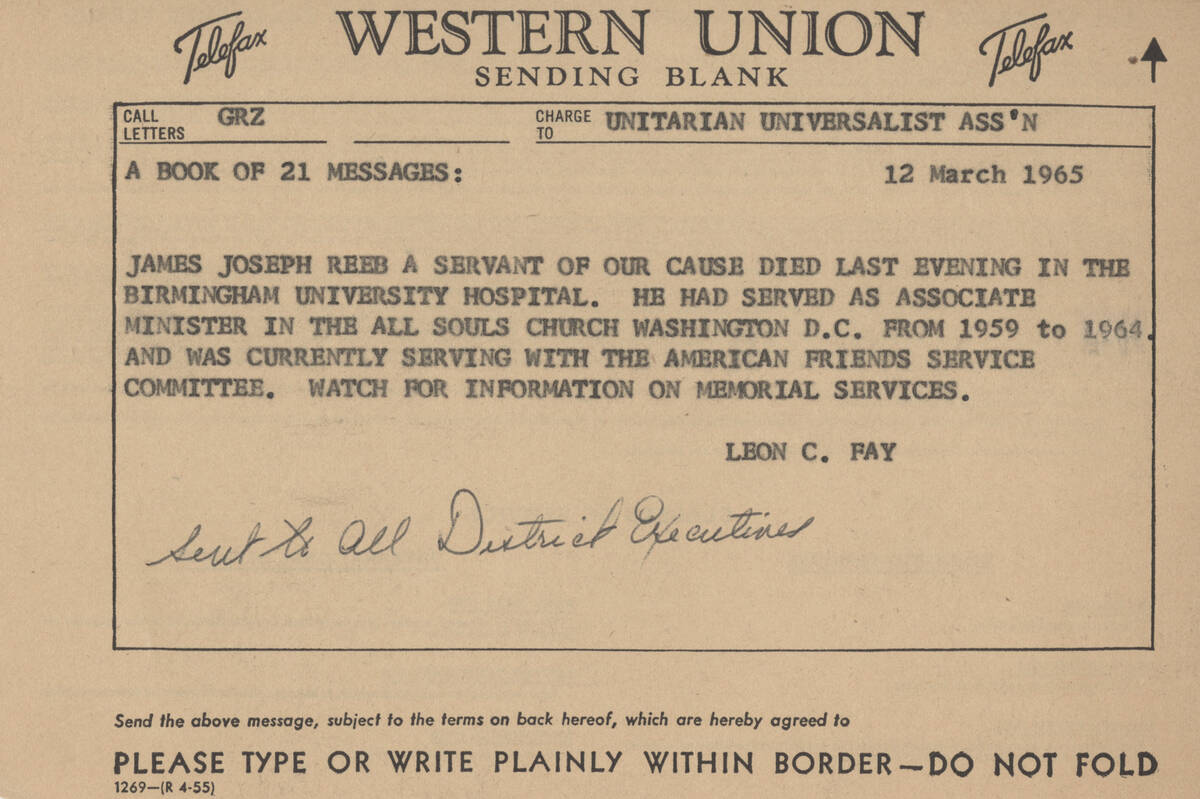 Telefax WESTERN UNION Telefax
SENDING BLANK
CALL LETTERS GRZ CHARGE TO UNITARIAN UNIVERSALIST ASS'N
A BOOK OF 21 MESSAGES: 12 March 1965
JAMES JOSEPH REEB A SERVANT OF OUR CAUSE DIED LAST EVENING IN THE
BIRMINGHAM UNIVERSITY HOSPITAL. HE HAD SERVED AS ASSOCIATE
MINISTER IN THE ALL SOULS CHURCH WASHINGTON D.C. FROM 1959 to 1964.
AND WAS CURRENTLY SERVING WITH THE AMERICAN FRIENDS SERVICE
COMMITTEE. WATCH FOR INFORMATION ON MEMORIAL SERVICES.
LEON C. FAY
Sent to all District Executives
Send the above message, subject to the terms on back hereof, which are hereby agreed to
PLEASE TYPE OR WRITE PLAINLY WITHIN BORDER—DO NOT FOLD
1269—(R 4-55)